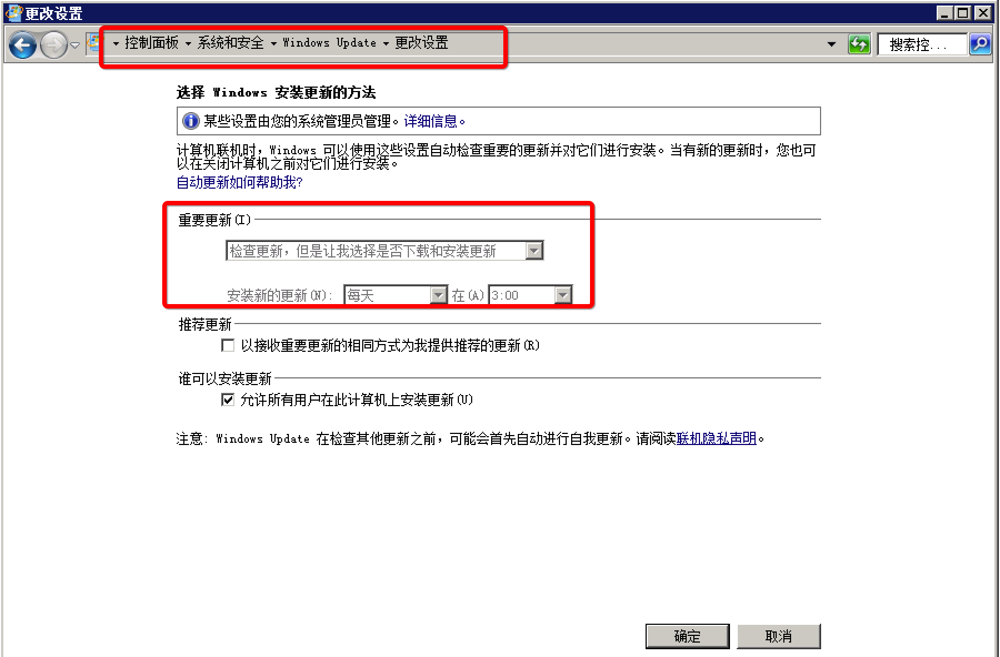 更改设置
控制面板 系统和安全 Windows Update 更改设置
搜索控...
选择 Windows 安装更新的方法
某些设置由您的系统管理员管理。详细信息。
计算机联机时，Windows 可以使用这些设置自动检查重要的更新并对它们进行安装。当有新的更新时，您也可
以在关闭计算机之前对它们进行安装。
自动更新如何帮助我?
重要更新(I)
检查更新，但是让我选择是否下载和安装更新
安装新的更新(N): 每天 在(A) 3:00
推荐更新
以接收重要更新的相同方式为我提供推荐的更新(R)
谁可以安装更新
允许所有用户在此计算机上安装更新(U)
注意: Windows Update 在检查其他更新之前，可能会首先自动进行自我更新。请阅读联机隐私声明。
确定 取消